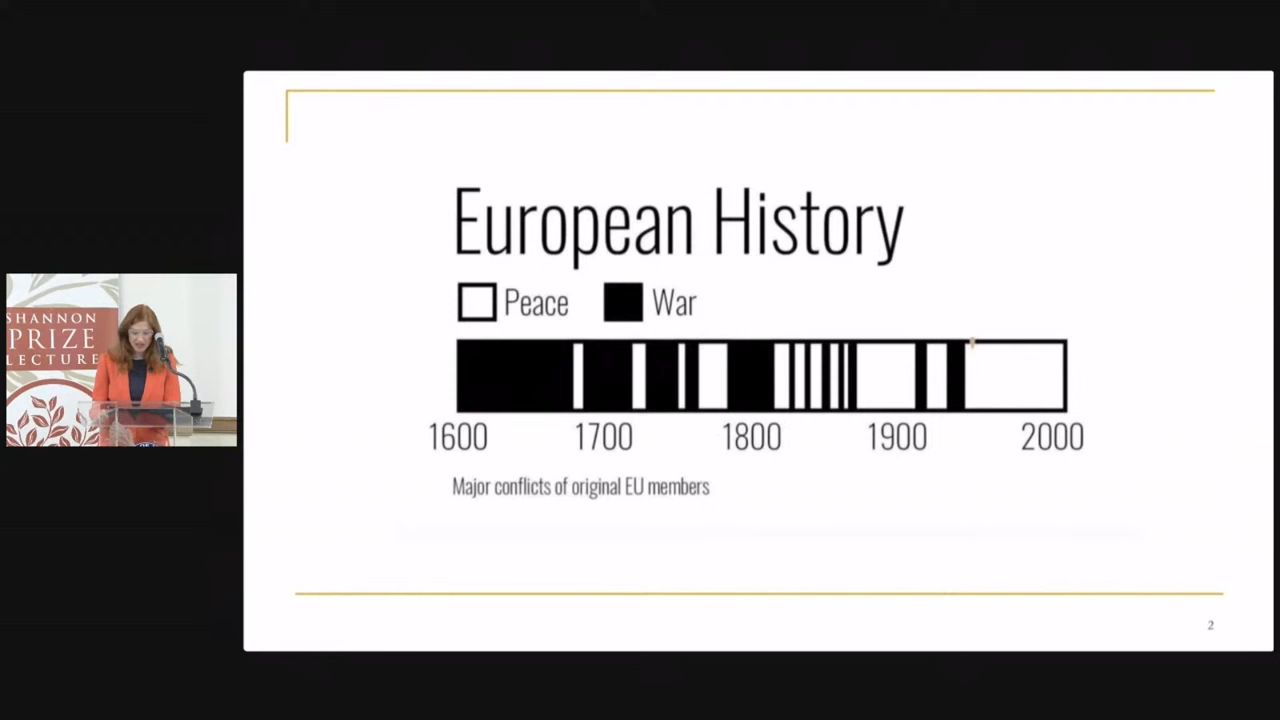 SHANNON
PRIZE
LECTURE
European History
Peace War
1600 1700 1800 1900 2000
Major conflicts of original EU members
2